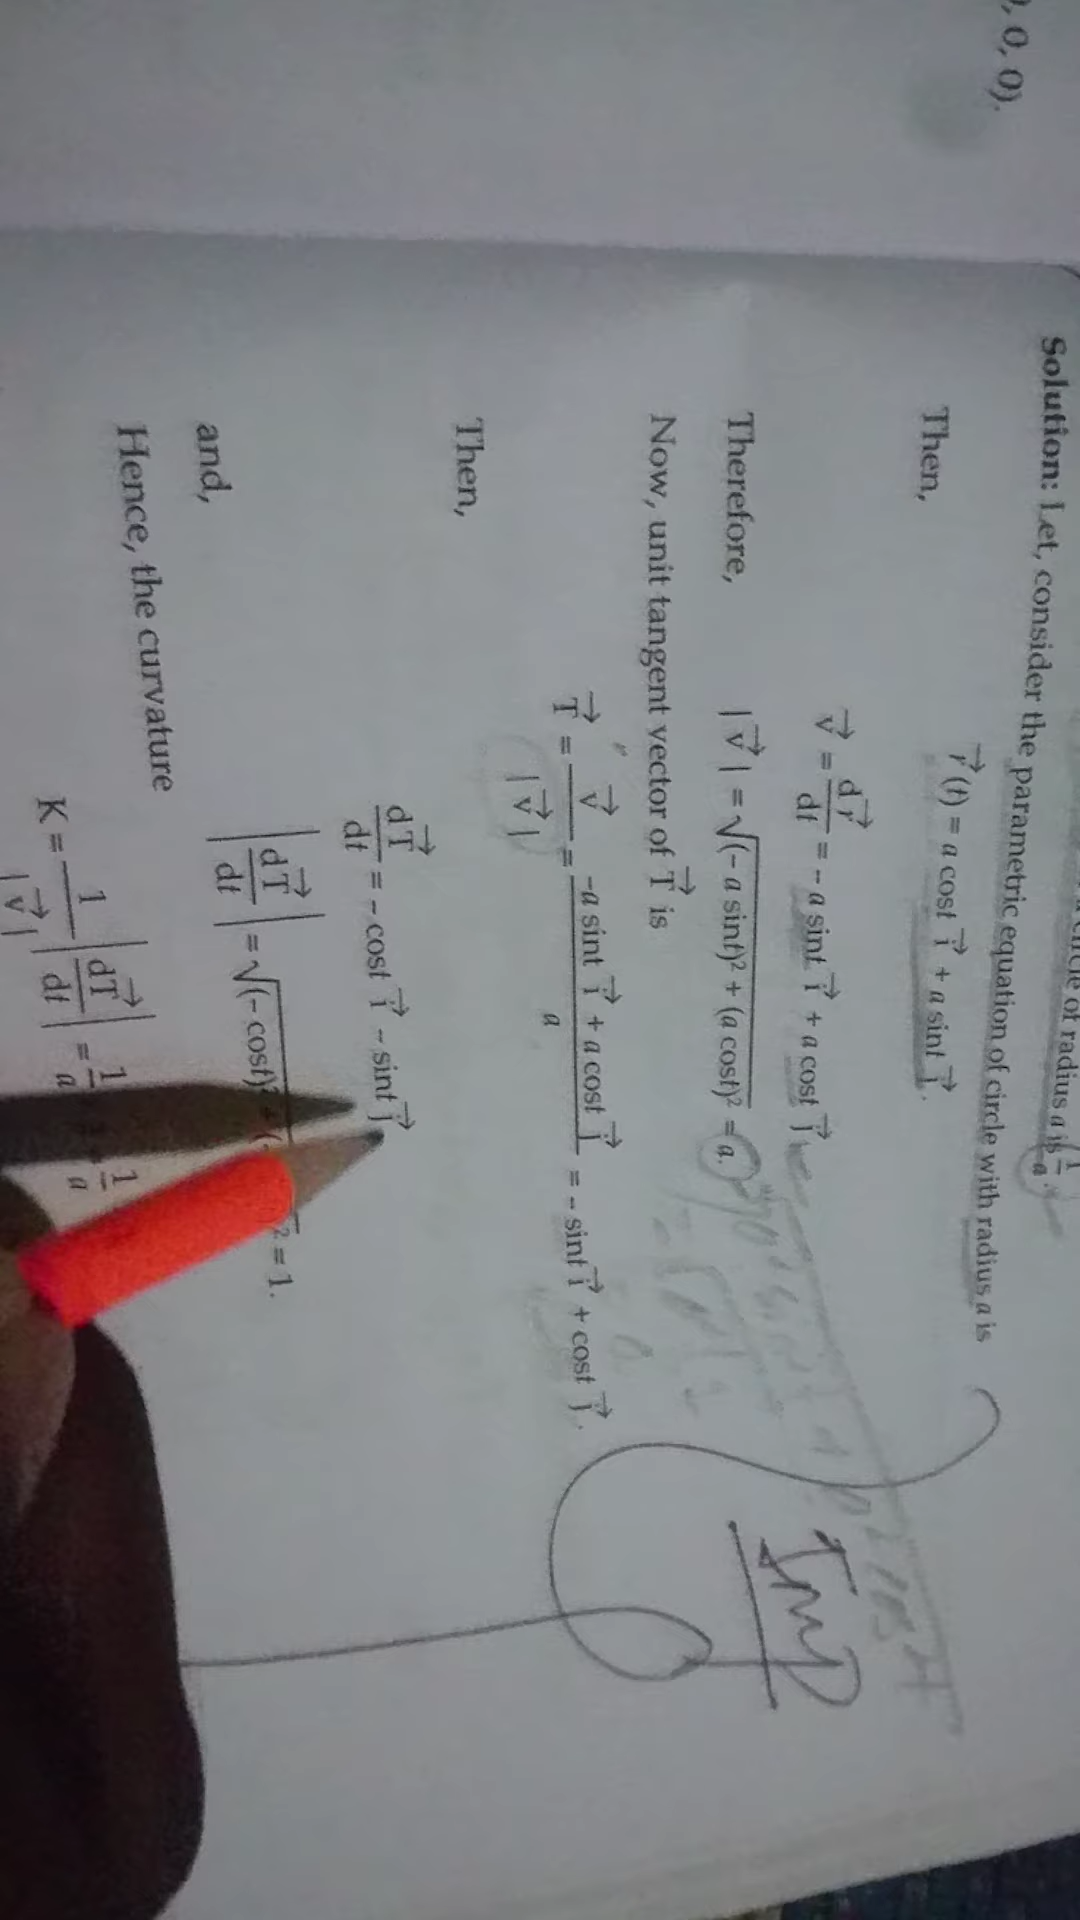 , 0, 0).
circle of radius a is 1/a.
Solution: Let, consider the parametric equation of circle with radius a is
r⃗ (t) = a cost i⃗ + a sint j⃗.
Then,
v⃗ = dr⃗/dt = - a sint i⃗ + a cost j⃗
Therefore, | v⃗ | = √(- a sint)² + (a cost)² = a.
Now, unit tangent vector of T⃗ is
T⃗ = v⃗/| v⃗ | = -a sint i⃗ + a cost j⃗/a = - sint i⃗ + cost j⃗.
Then,
dT⃗/dt = - cost i⃗ - sint j⃗
and, |dT⃗/dt| = √(- cost)² + ( ² = 1.
Hence, the curvature
K = 1/| v⃗ | |dT⃗/dt| = 1/a 1/a
Imp